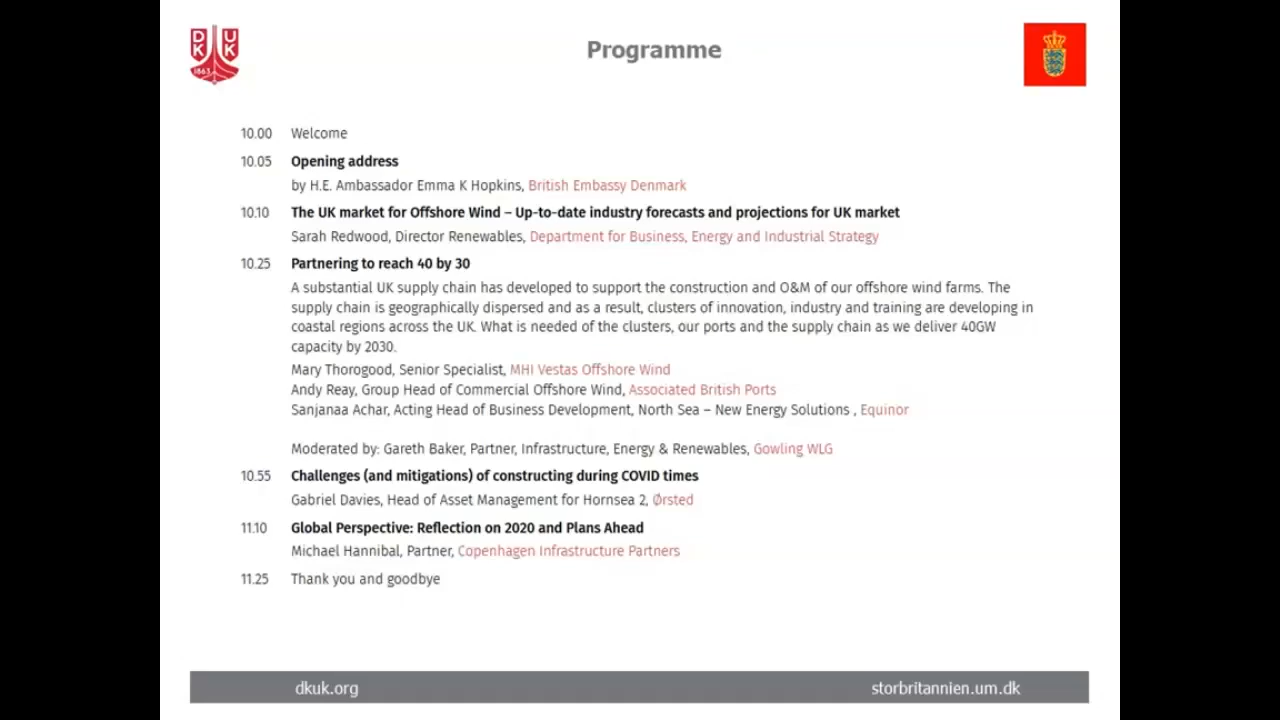 DK UK
1863
Programme
10.00 Welcome
10.05 Opening address
by H.E. Ambassador Emma K Hopkins, British Embassy Denmark
10.10 The UK market for Offshore Wind – Up-to-date industry forecasts and projections for UK market
Sarah Redwood, Director Renewables, Department for Business, Energy and Industrial Strategy
10.25 Partnering to reach 40 by 30
A substantial UK supply chain has developed to support the construction and O&M of our offshore wind farms. The
supply chain is geographically dispersed and as a result, clusters of innovation, industry and training are developing in
coastal regions across the UK. What is needed of the clusters, our ports and the supply chain as we deliver 40GW
capacity by 2030.
Mary Thorogood, Senior Specialist, MHI Vestas Offshore Wind
Andy Reay, Group Head of Commercial Offshore Wind, Associated British Ports
Sanjanaa Achar, Acting Head of Business Development, North Sea – New Energy Solutions , Equinor
Moderated by: Gareth Baker, Partner, Infrastructure, Energy & Renewables, Gowling WLG
10.55 Challenges (and mitigations) of constructing during COVID times
Gabriel Davies, Head of Asset Management for Hornsea 2, Ørsted
11.10 Global Perspective: Reflection on 2020 and Plans Ahead
Michael Hannibal, Partner, Copenhagen Infrastructure Partners
11.25 Thank you and goodbye
dkuk.org
storbritannien.um.dk